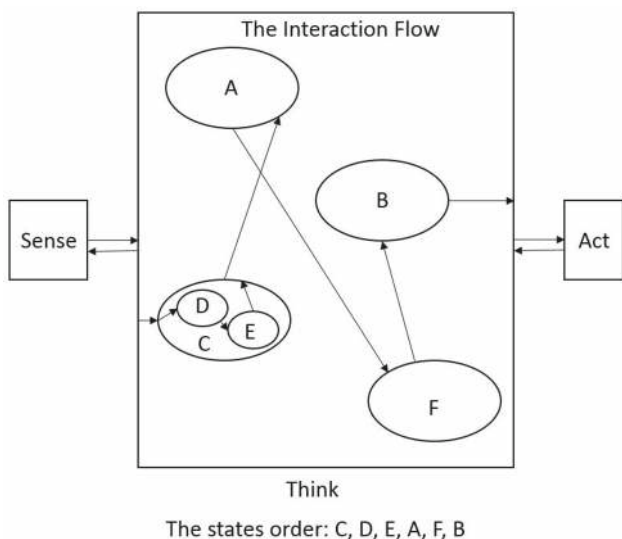 The Interaction Flow
A
B
Sense
Act
D
E
C
F
Think
The states order: C, D, E, A, F, B